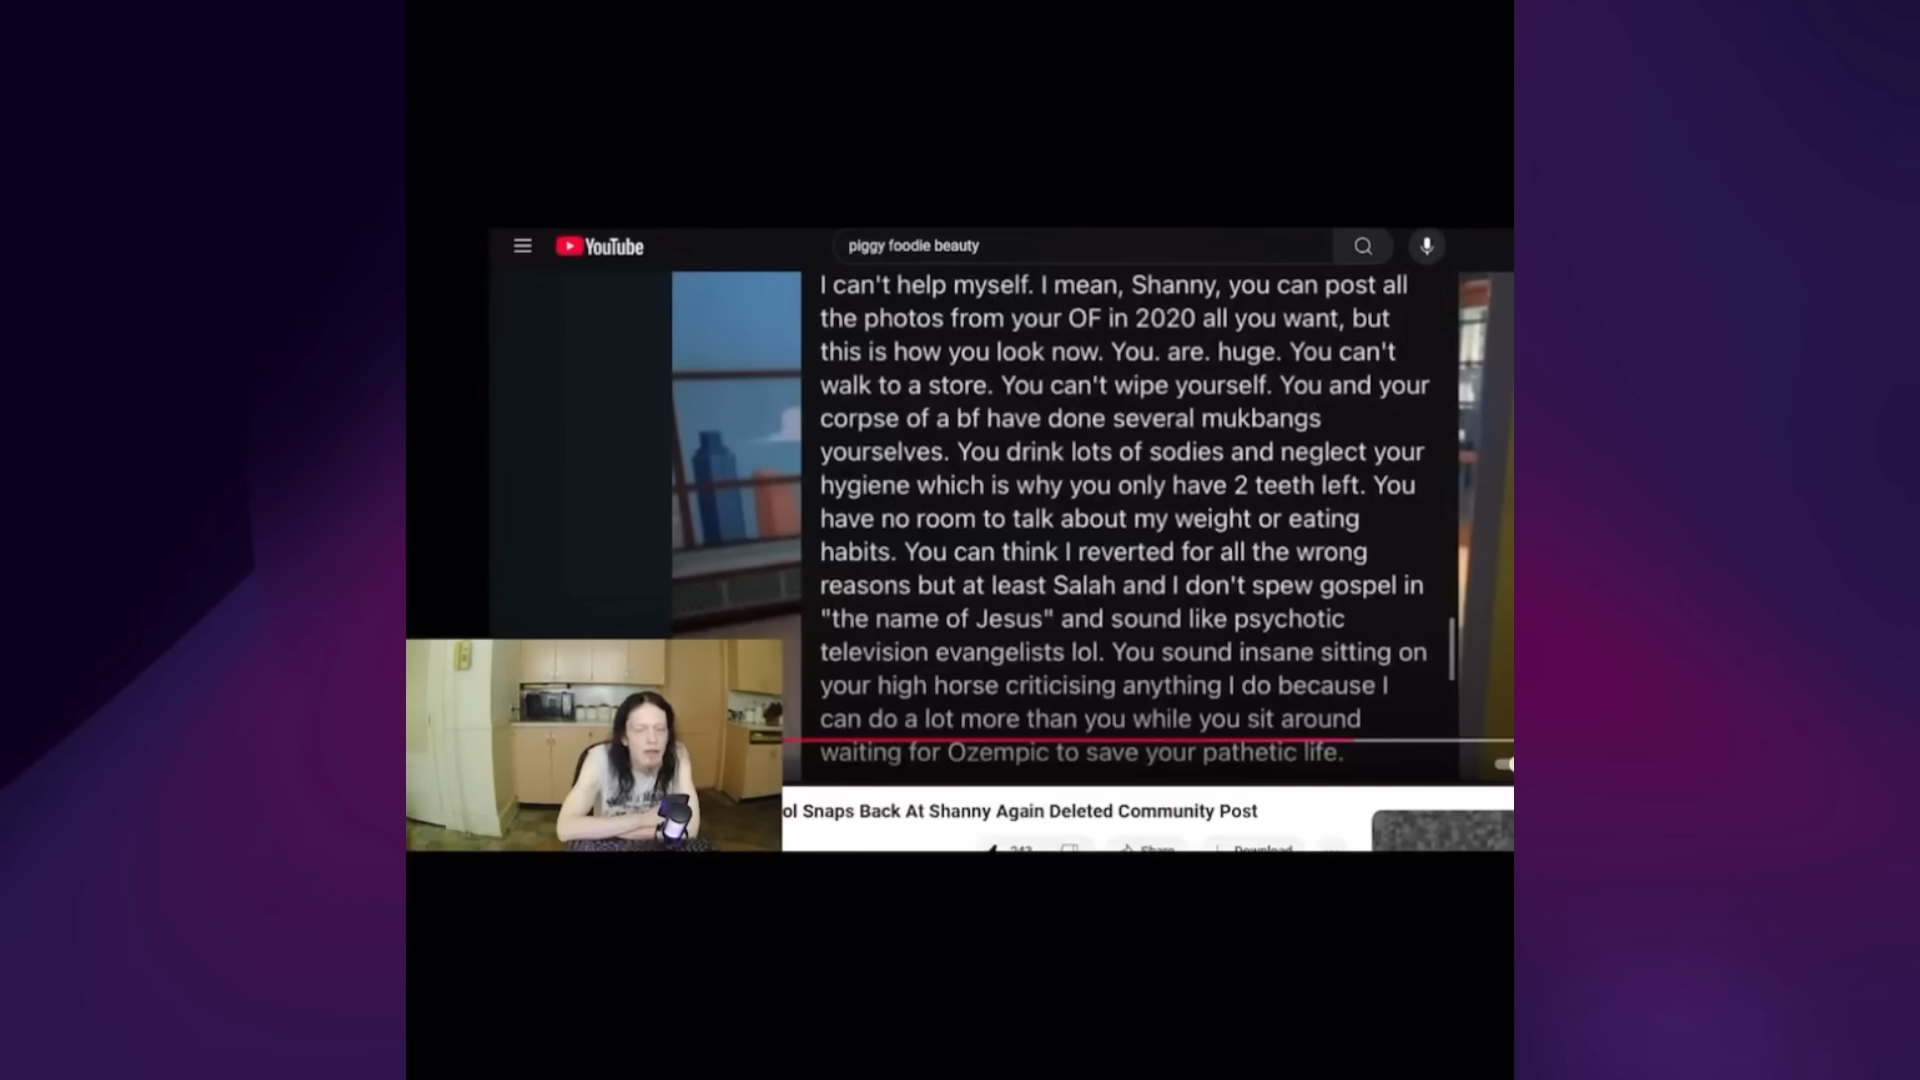 YouTube
piggy foodie beauty
I can't help myself. I mean, Shanny, you can post all
the photos from your OF in 2020 all you want, but
this is how you look now. You. are. huge. You can't
walk to a store. You can't wipe yourself. You and your
corpse of a bf have done several mukbangs
yourselves. You drink lots of sodies and neglect your
hygiene which is why you only have 2 teeth left. You
have no room to talk about my weight or eating
habits. You can think I reverted for all the wrong
reasons but at least Salah and I don't spew gospel in
"the name of Jesus" and sound like psychotic
television evangelists lol. You sound insane sitting on
your high horse criticising anything I do because I
can do a lot more than you while you sit around
waiting for Ozempic to save your pathetic life.
ol Snaps Back At Shanny Again Deleted Community Post
243 Share Download